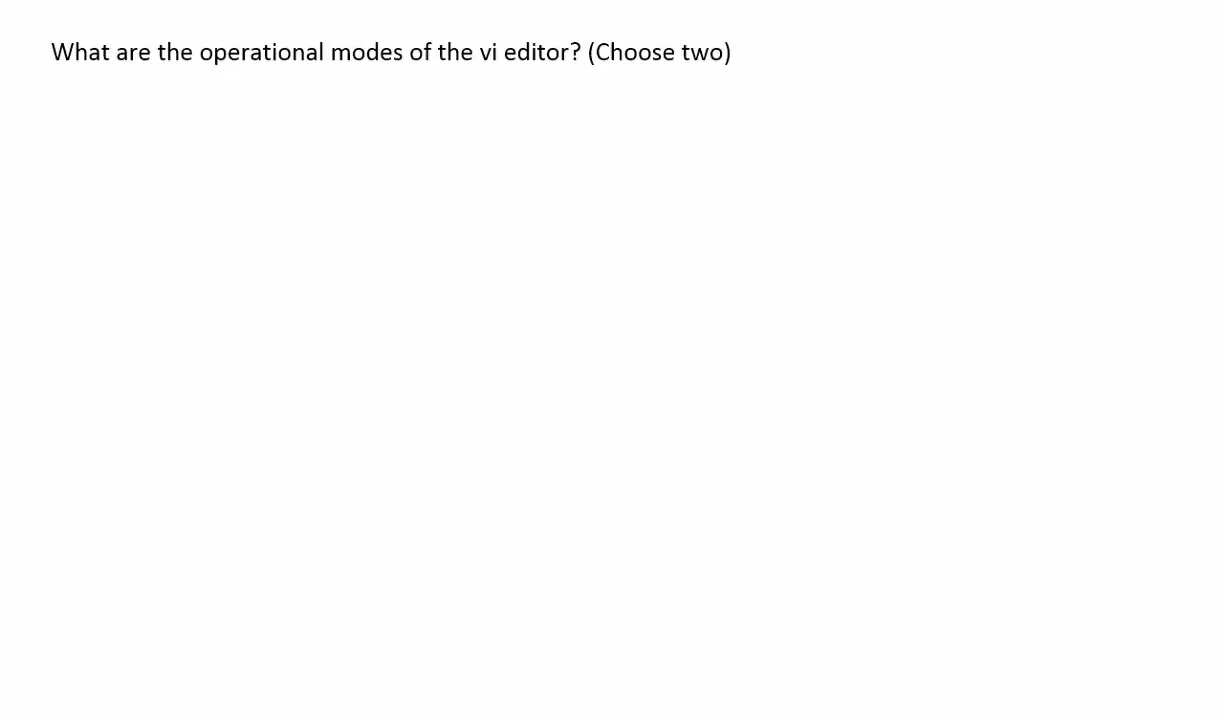 What are the operational modes of the vi editor? (Choose two)